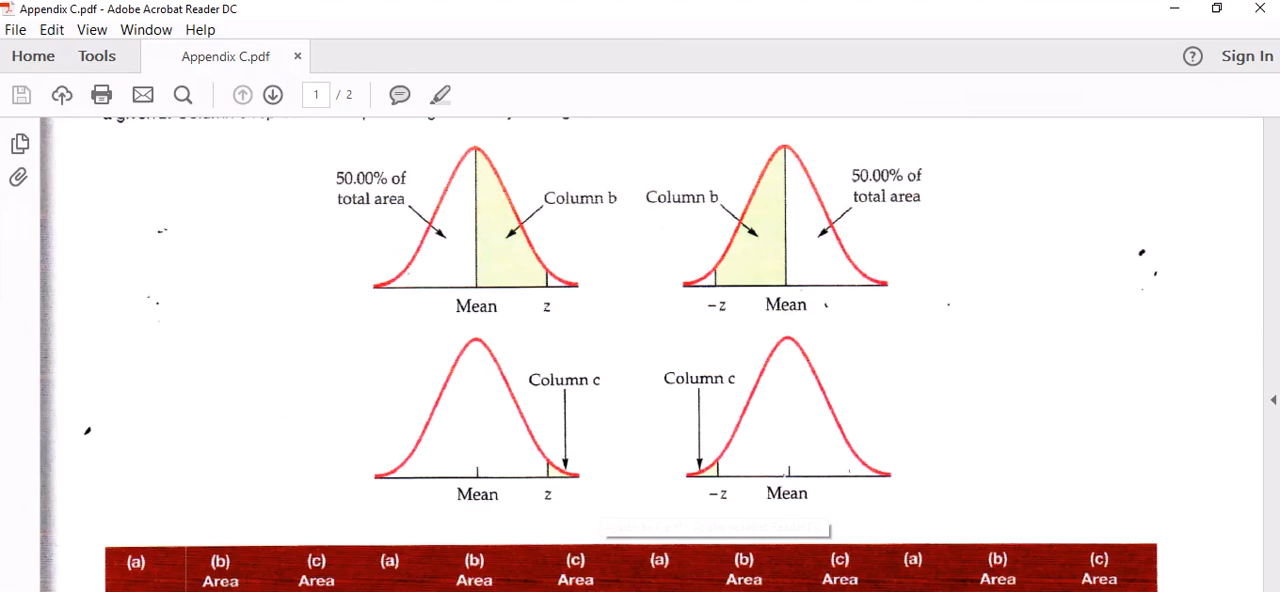 Appendix C.pdf - Adobe Acrobat Reader DC
File Edit View Window Help
Home Tools Appendix C.pdf × ? Sign In
1 / 2
50.00% of
total area
Column b
Column b
50.00% of
total area
Mean z
−z Mean
Column c
Column c
Mean z
−z Mean
(a) (b) (c) (a) (b) (c) (a) (b) (c) (a) (b) (c)
Area Area Area Area Area Area Area Area